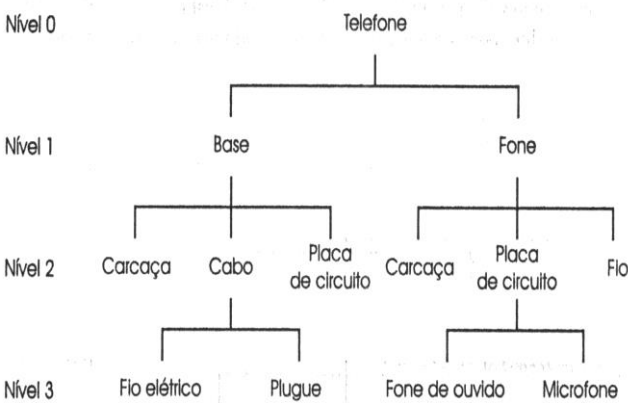 Nível 0 Telefone
Nível 1 Base Fone
Nível 2 Carcaça Cabo Placa de circuito Carcaça Placa de circuito Fio
Nível 3 Fio elétrico Plugue Fone de ouvido Microfone